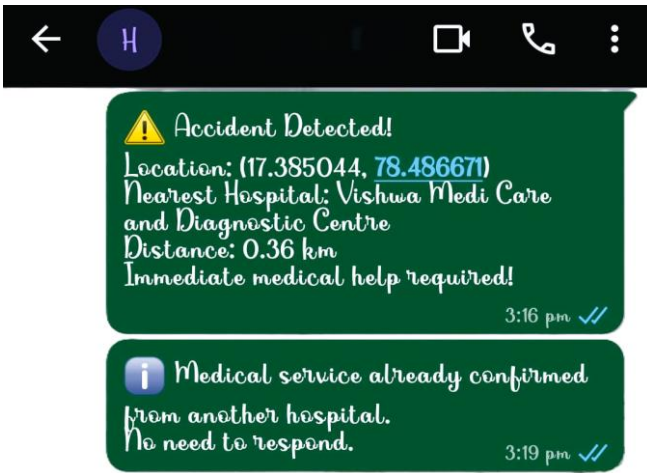 H
⚠️ Accident Detected!
Location: (17.385044, 78.486671)
Nearest Hospital: Vishwa Medi Care
and Diagnostic Centre
Distance: 0.36 km
Immediate medical help required!
3:16 pm
ℹ️ Medical service already confirmed
from another hospital.
No need to respond.
3:19 pm